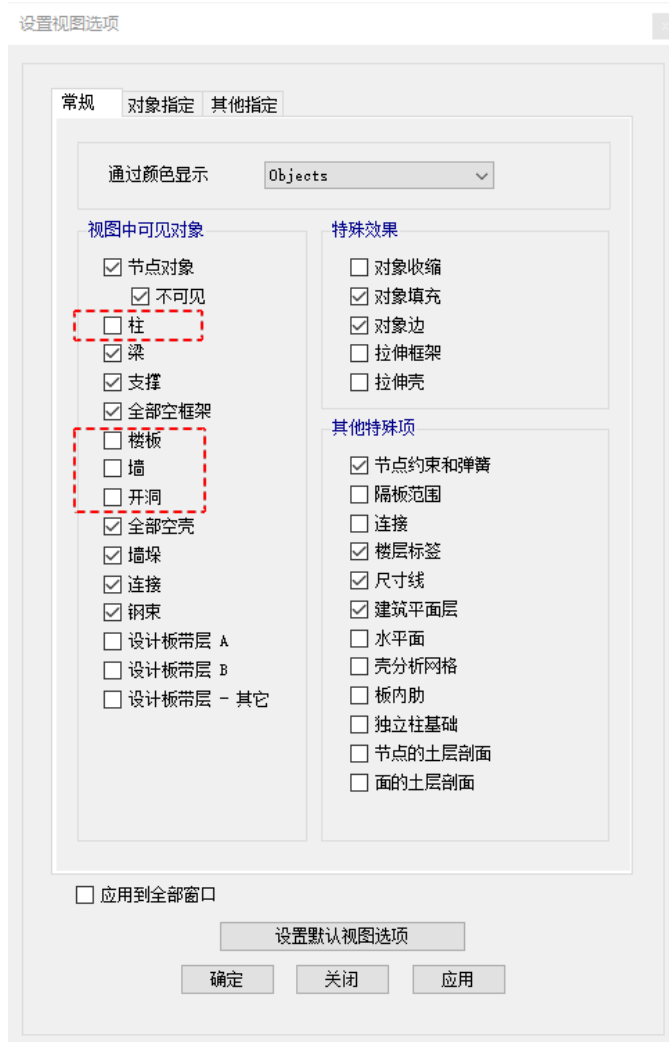 设置视图选项
常规 对象指定 其他指定
通过颜色显示 Objects
视图中可见对象
节点对象
不可见
柱
梁
支撑
全部空框架
楼板
墙
开洞
全部空壳
墙垛
连接
钢束
设计板带层 A
设计板带层 B
设计板带层 - 其它
特殊效果
对象收缩
对象填充
对象边
拉伸框架
拉伸壳
其他特殊项
节点约束和弹簧
隔板范围
连接
楼层标签
尺寸线
建筑平面层
水平面
壳分析网格
板内肋
独立柱基础
节点的土层剖面
面的土层剖面
应用到全部窗口
设置默认视图选项
确定 关闭 应用